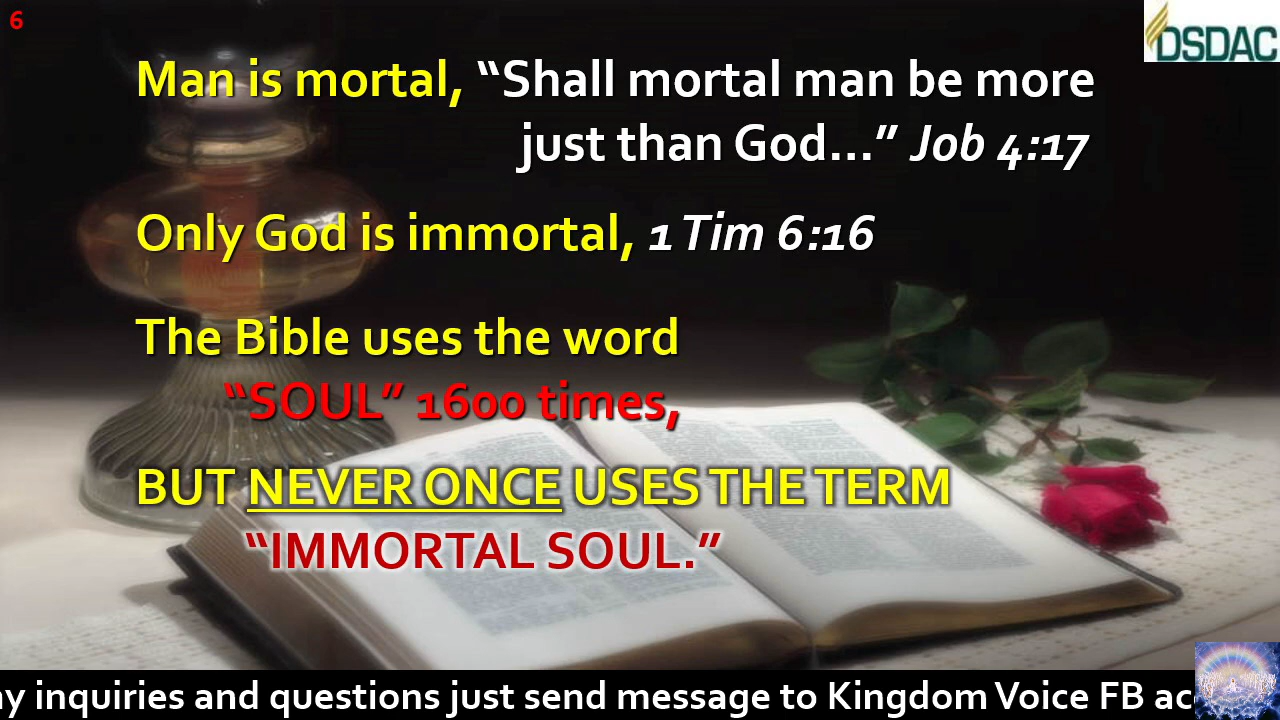 6
DSDAC
Man is mortal, “Shall mortal man be more
just than God...” Job 4:17
Only God is immortal, 1 Tim 6:16
The Bible uses the word
“SOUL” 1600 times,
BUT NEVER ONCE USES THE TERM
“IMMORTAL SOUL.”
y inquiries and questions just send message to Kingdom Voice FB acc